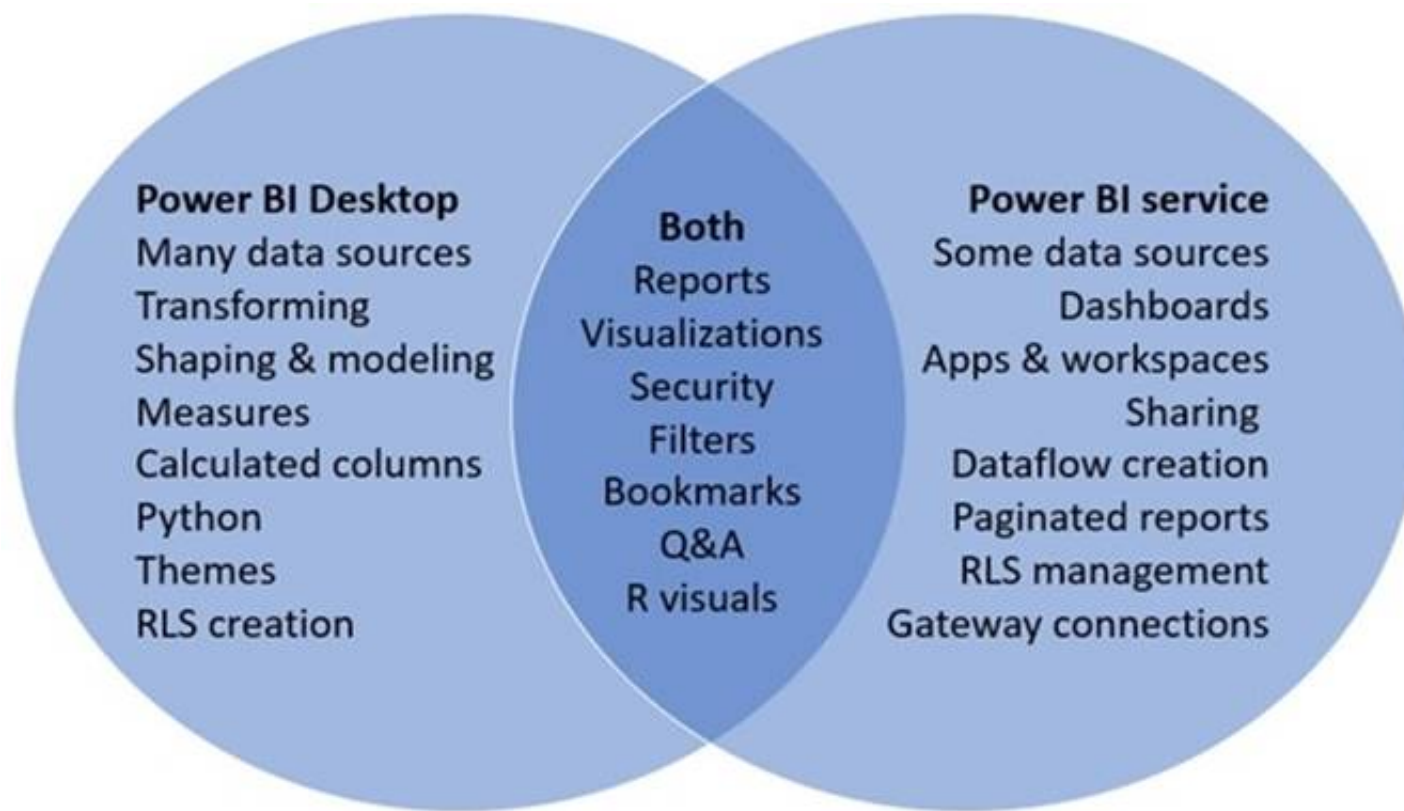 Power BI Desktop
Many data sources
Transforming
Shaping & modeling
Measures
Calculated columns
Python
Themes
RLS creation
Both
Reports
Visualizations
Security
Filters
Bookmarks
Q&A
R visuals
Power BI service
Some data sources
Dashboards
Apps & workspaces
Sharing
Dataflow creation
Paginated reports
RLS management
Gateway connections